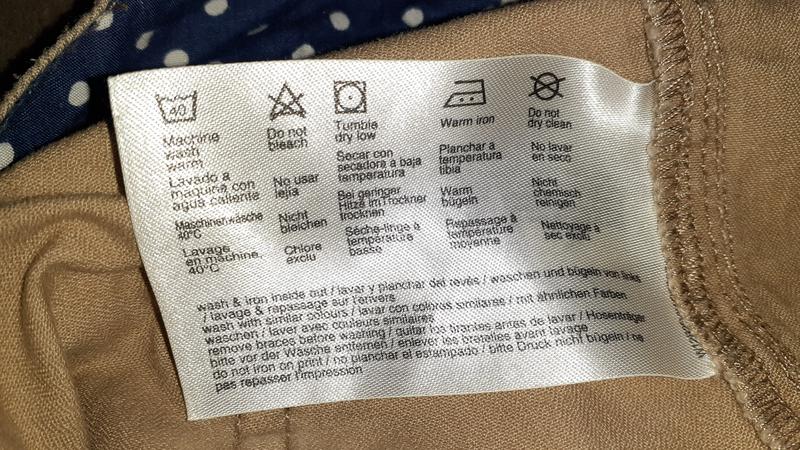 40
Machine
wash
warm
Lavado a
maquina con
agua caliente
Maschinenwäsche
40°C
Lavage
en machine,
40°C
Do not
bleach
No usar
lejía
Nicht
bleichen
Chlore
exclu
Tumble
dry low
Secar con
secadora a baja
temperatura
Bei geringer
Hitze im Trockner
trocknen
Sèche-linge à
température
basse
Warm iron
Planchar a
temperatura
tibia
Warm
bügeln
Repassage à
température
moyenne
Do not
dry clean
No lavar
en seco
Nicht
chemisch
reinigen
Nettoyage à
sec exclu
wash & iron inside out / lavar y planchar del revés / waschen und bügeln von links
/ lavage & repassage sur l'envers
wash with similar colours / lavar con colores similares / mit ähnlichen Farben
waschen / laver avec couleurs similaires
remove braces before washing / quitar los tirantes antes de lavar / Hosenträger
bitte vor der Wäsche entfernen / enlever les bretelles avant lavage
do not iron on print / no planchar el estampado / bitte Druck nicht bügeln / ne
pas repasser l'impression